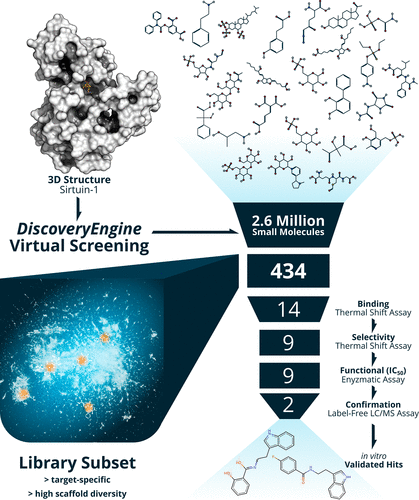 3D Structure
Sirtuin-1
DiscoveryEngine
Virtual Screening
2.6 Million
Small Molecules
434
14
Binding
Thermal Shift Assay
9
Selectivity
Thermal Shift Assay
9
Functional (IC50)
Enyzmatic Assay
2
Confirmation
Label-Free LC/MS Assay
in vitro
Validated Hits
Library Subset
> target-specific
> high scaffold diversity